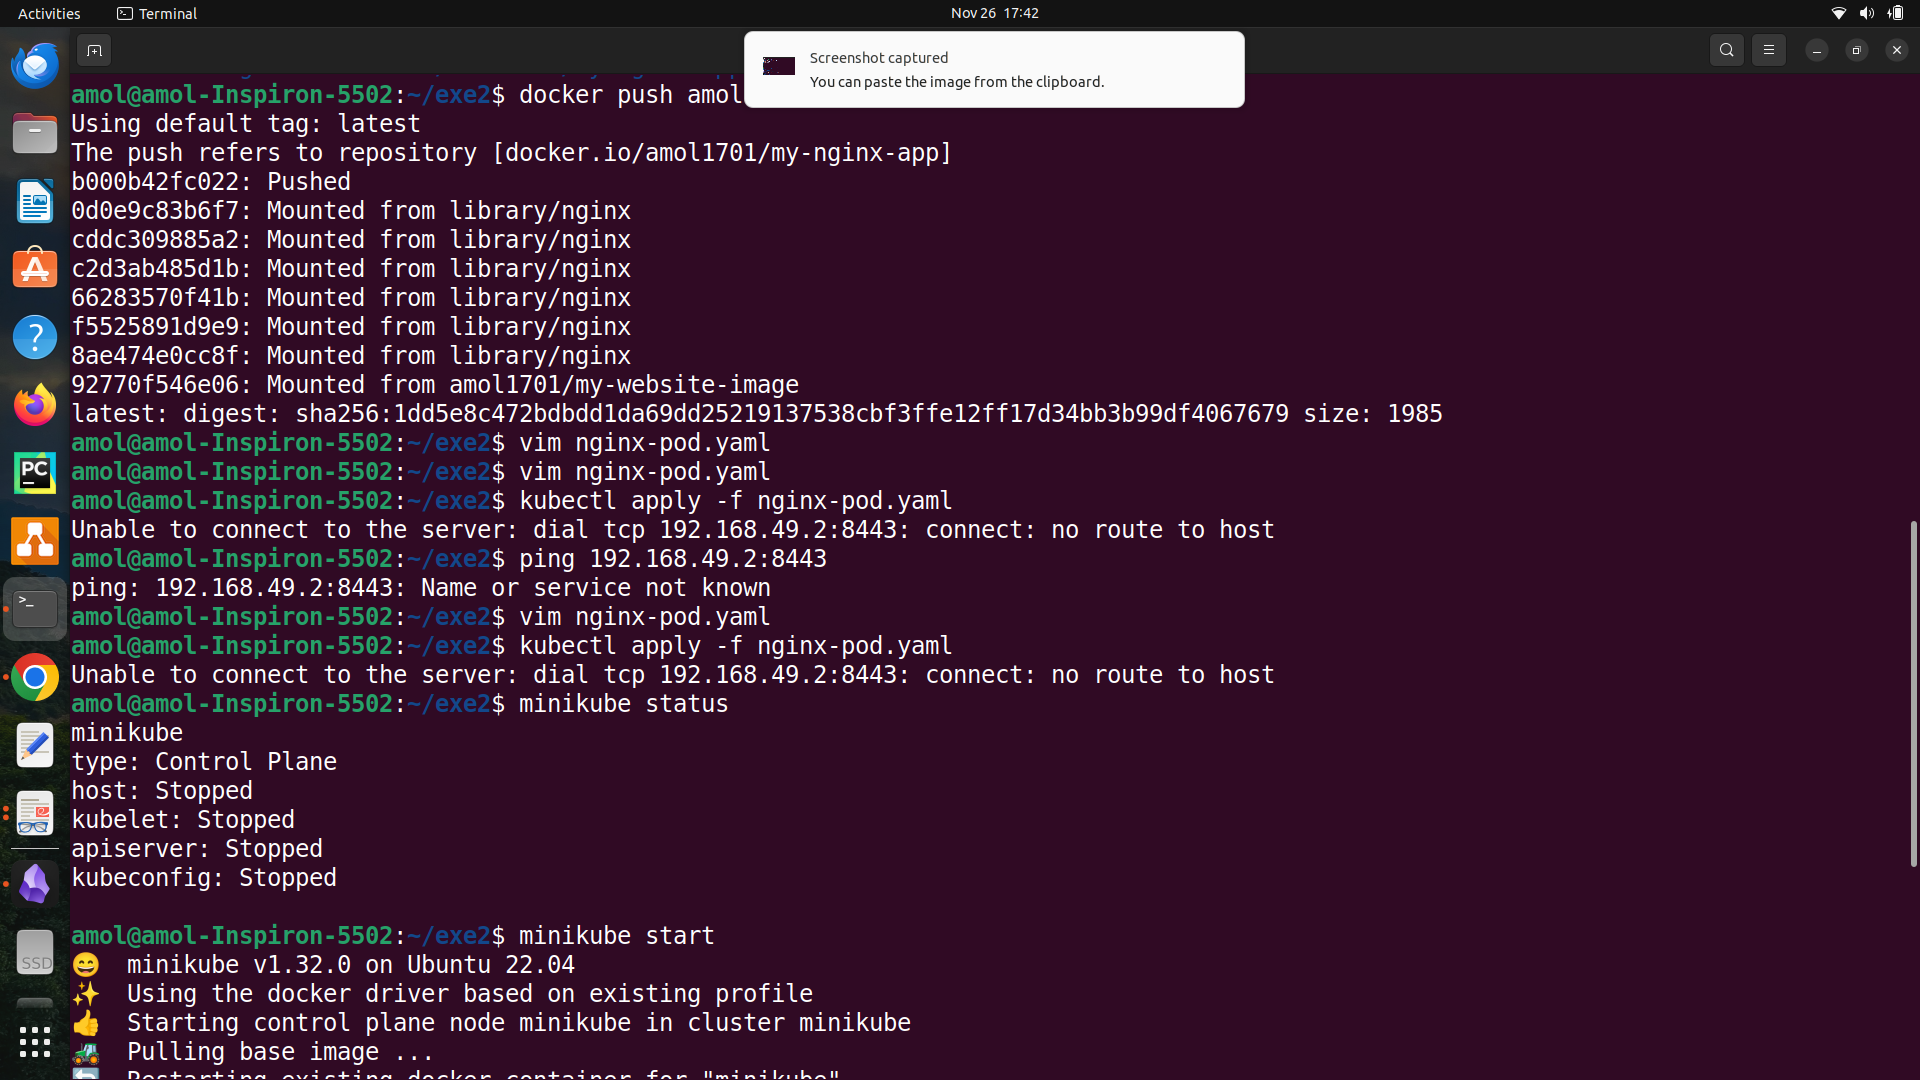 Activities
Terminal
Nov 26 17:42
Screenshot captured
You can paste the image from the clipboard.
amol@amol-Inspiron-5502:~/exe2$ docker push amol
Using default tag: latest
The push refers to repository [docker.io/amol1701/my-nginx-app]
b000b42fc022: Pushed
0d0e9c83b6f7: Mounted from library/nginx
cddc309885a2: Mounted from library/nginx
c2d3ab485d1b: Mounted from library/nginx
66283570f41b: Mounted from library/nginx
f5525891d9e9: Mounted from library/nginx
8ae474e0cc8f: Mounted from library/nginx
92770f546e06: Mounted from amol1701/my-website-image
latest: digest: sha256:1dd5e8c472bdbdd1da69dd25219137538cbf3ffe12ff17d34bb3b99df4067679 size: 1985
amol@amol-Inspiron-5502:~/exe2$ vim nginx-pod.yaml
amol@amol-Inspiron-5502:~/exe2$ vim nginx-pod.yaml
amol@amol-Inspiron-5502:~/exe2$ kubectl apply -f nginx-pod.yaml
Unable to connect to the server: dial tcp 192.168.49.2:8443: connect: no route to host
amol@amol-Inspiron-5502:~/exe2$ ping 192.168.49.2:8443
ping: 192.168.49.2:8443: Name or service not known
amol@amol-Inspiron-5502:~/exe2$ vim nginx-pod.yaml
amol@amol-Inspiron-5502:~/exe2$ kubectl apply -f nginx-pod.yaml
Unable to connect to the server: dial tcp 192.168.49.2:8443: connect: no route to host
amol@amol-Inspiron-5502:~/exe2$ minikube status
minikube
type: Control Plane
host: Stopped
kubelet: Stopped
apiserver: Stopped
kubeconfig: Stopped
amol@amol-Inspiron-5502:~/exe2$ minikube start
😄 minikube v1.32.0 on Ubuntu 22.04
✨ Using the docker driver based on existing profile
👍 Starting control plane node minikube in cluster minikube
🚜 Pulling base image ...
🔄 Restarting existing docker container for "minikube"
PC
SSD